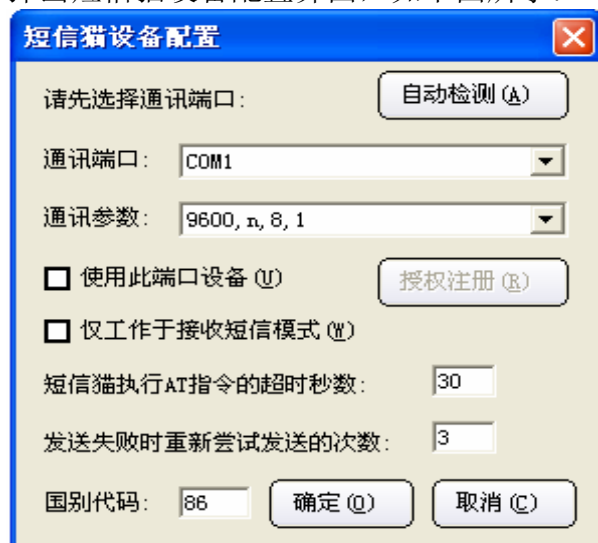 短信猫设备配置
请先选择通讯端口: 自动检测(A)
通讯端口: COM1
通讯参数: 9600, n, 8, 1
使用此端口设备(U) 授权注册(R)
仅工作于接收短信模式(W)
短信猫执行AT指令的超时秒数: 30
发送失败时重新尝试发送的次数: 3
国别代码: 86 确定(O) 取消(C)